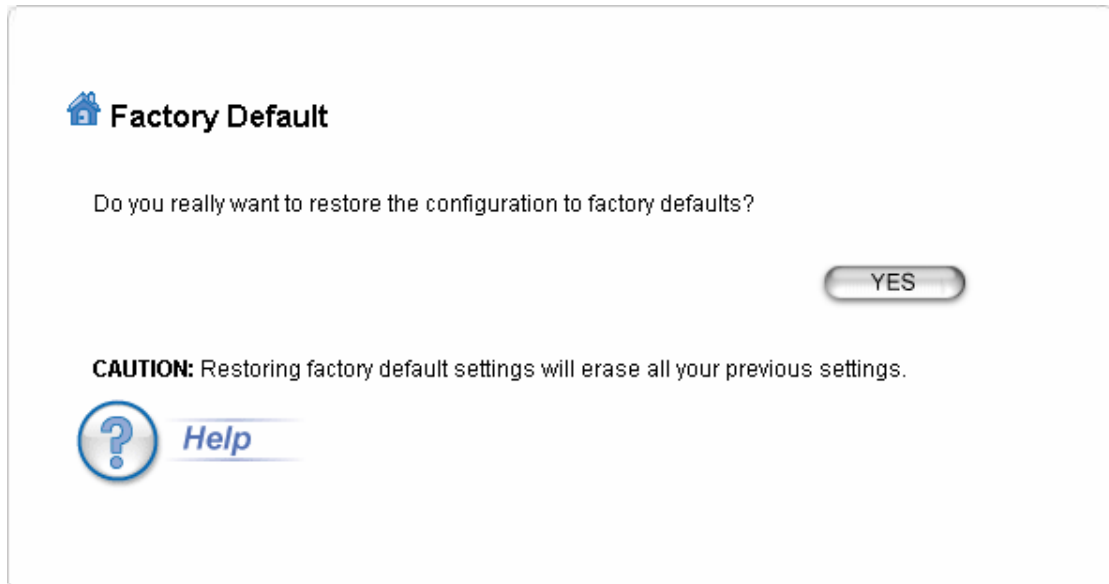 Factory Default
Do you really want to restore the configuration to factory defaults?
YES
CAUTION: Restoring factory default settings will erase all your previous settings.
? Help